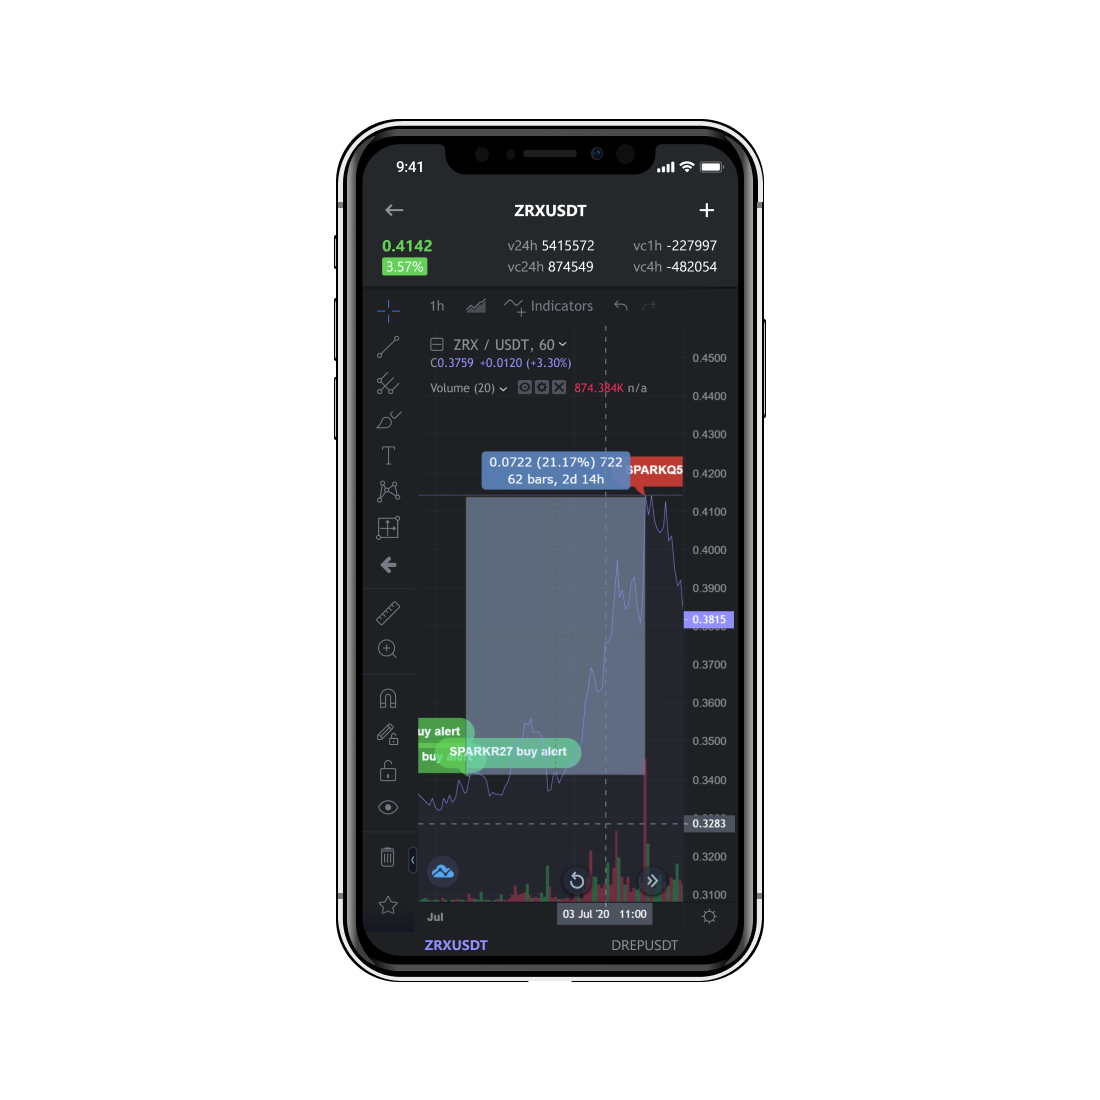 9:41
ZRXUSDT
0.4142
v24h 5415572
vc1h -227997
3.57%
vc24h 874549
vc4h -482054
1h
Indicators
ZRX / USDT, 60
C0.3759 +0.0120 (+3.30%)
Volume (20)
874.384K n/a
0.4500
0.4400
0.4300
0.0722 (21.17%) 722
62 bars, 2d 14h
SPARKQ5
0.4200
0.4100
0.4000
0.3900
0.3815
0.3700
0.3600
0.3500
uy alert
SPARKR27 buy alert
buy alert
0.3400
0.3283
0.3200
0.3100
Jul
03 Jul '20 11:00
ZRXUSDT
DREPUSDT